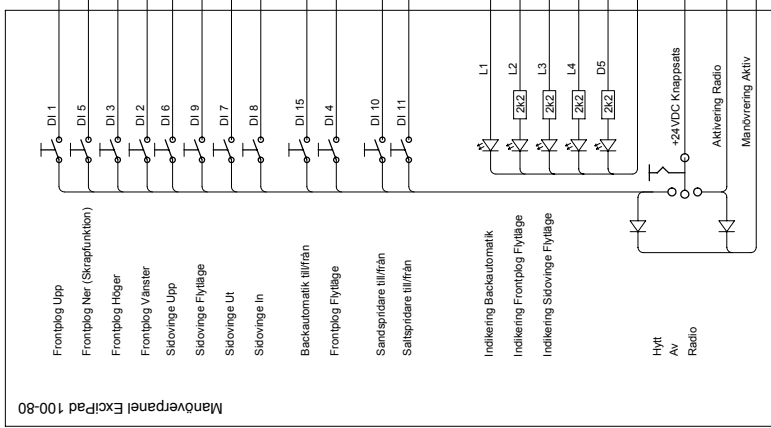 DI 1
DI 5
DI 3
DI 2
DI 6
DI 9
DI 7
DI 8
DI 15
DI 4
DI 10
DI 11
L1
L2
L3
L4
D5
2k2
2k2
2k2
2k2
+24VDC Knappsats
Aktivering Radio
Manövrering Aktiv
Frontplog Upp
Frontplog Ner (Skrapfunktion)
Frontplog Höger
Frontplog Vänster
Sidovinge Upp
Sidovinge Flytläge
Sidovinge Ut
Sidovinge In
Backautomatik till/från
Frontplog Flytläge
Sandspridare till/från
Saltspridare till/från
Indikering Backautomatik
Indikering Frontplog Flytläge
Indikering Sidovinge Flytläge
Hytt
Av
Radio
Manöverpanel ExciPad 100-80